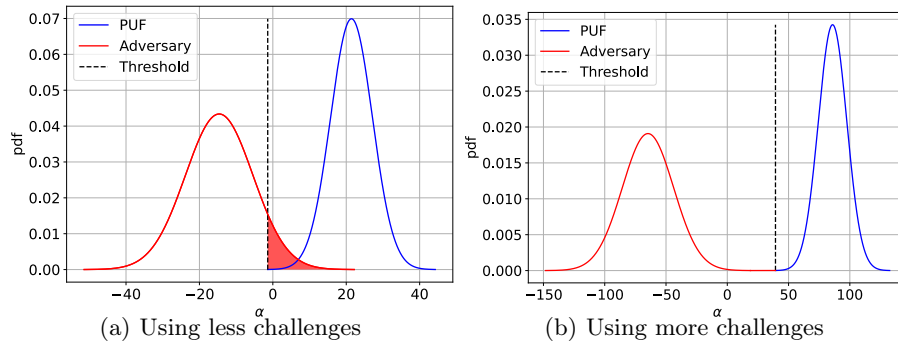 PUF
Adversary
Threshold
0.07
0.06
0.05
0.04
0.03
0.02
0.01
0.00
pdf
−40 −20 0 20 40
α
(a) Using less challenges
PUF
Adversary
Threshold
0.035
0.030
0.025
0.020
0.015
0.010
0.005
0.000
pdf
−150 −100 −50 0 50 100
α
(b) Using more challenges